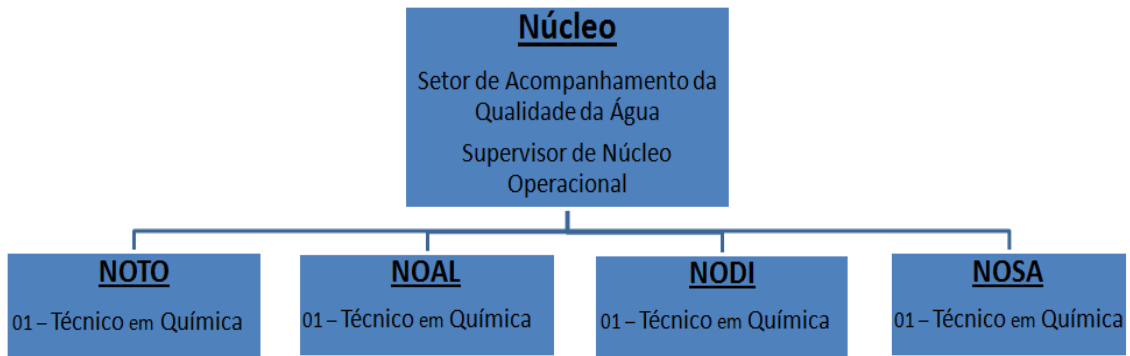 Núcleo
Setor de Acompanhamento da
Qualidade da Água
Supervisor de Núcleo
Operacional
NOTO
01 – Técnico em Química
NOAL
01 – Técnico em Química
NODI
01 – Técnico em Química
NOSA
01 – Técnico em Química